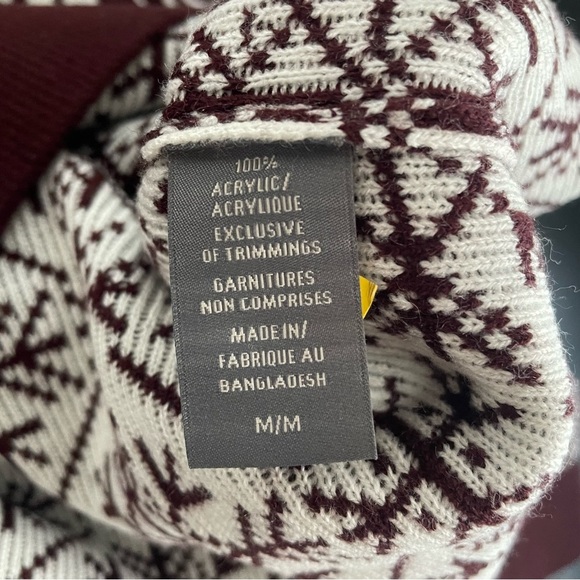 100%
ACRYLIC/
ACRYLIQUE
EXCLUSIVE
OF TRIMMINGS
GARNITURES
NON COMPRISES
MADE IN/
FABRIQUE AU
BANGLADESH
M/M